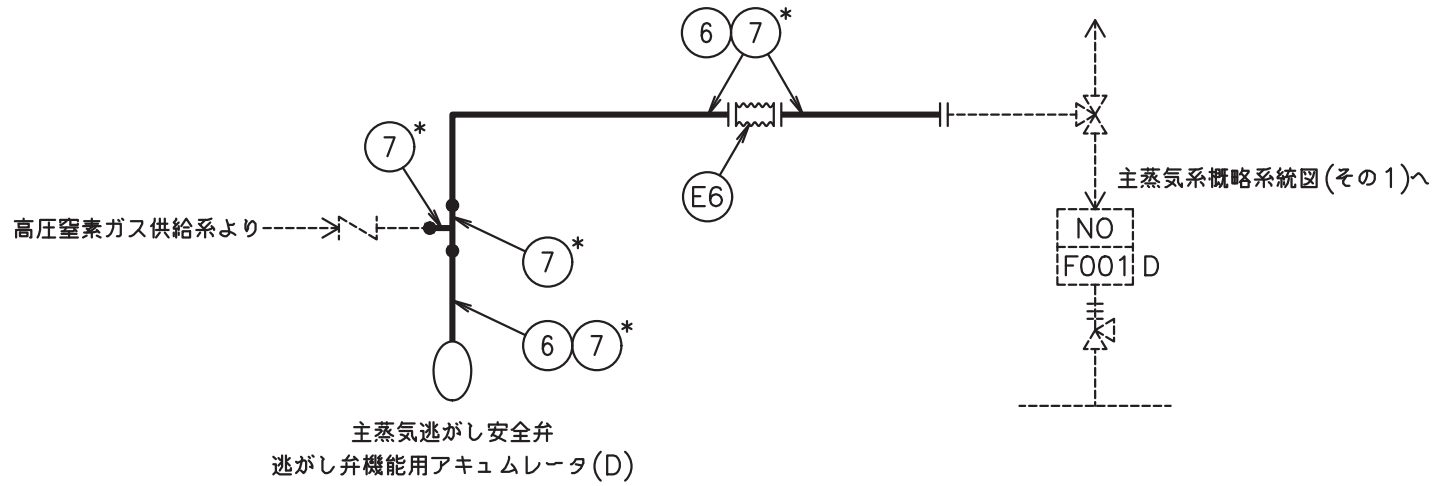 6 7*
7*
主蒸気系概略系統図(その1)へ
E6
高圧窒素ガス供給系より
NO
7*
F001 D
6 7*
主蒸気逃がし安全弁
逃がし弁機能用アキュムレータ(D)